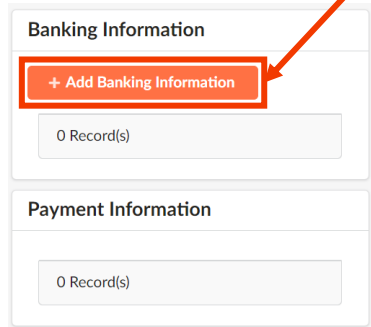 Banking Information
+ Add Banking Information
0 Record(s)
Payment Information
0 Record(s)